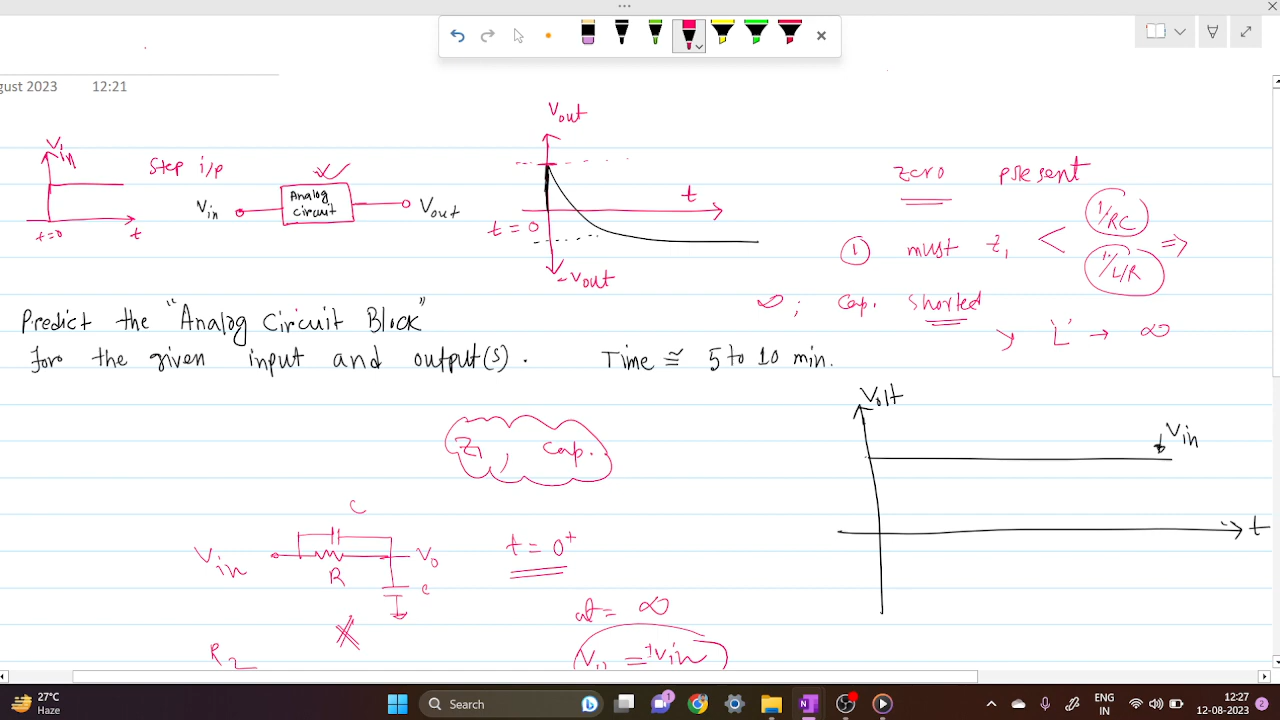 gust 2023 12:21
Vin
t=0
t
Step i/p
Vin
Analog
circuit
Vout
Vout
t
t = 0
-Vout
zero present
① must z1 < 1/RC ⇒
1/L/R
∞ ; Cap. shorted
L → ∞
Predict the "Analog Circuit Block"
for the given input and output(s). Time ≅ 5 to 10 min.
Z1 , Cap.
Volt
Vin
t
C
Vin
R
Vo
C
t = 0+
at = ∞
= +Vin
R2
27°C
Haze
Search
ENG
IN
12:27
12-08-2023